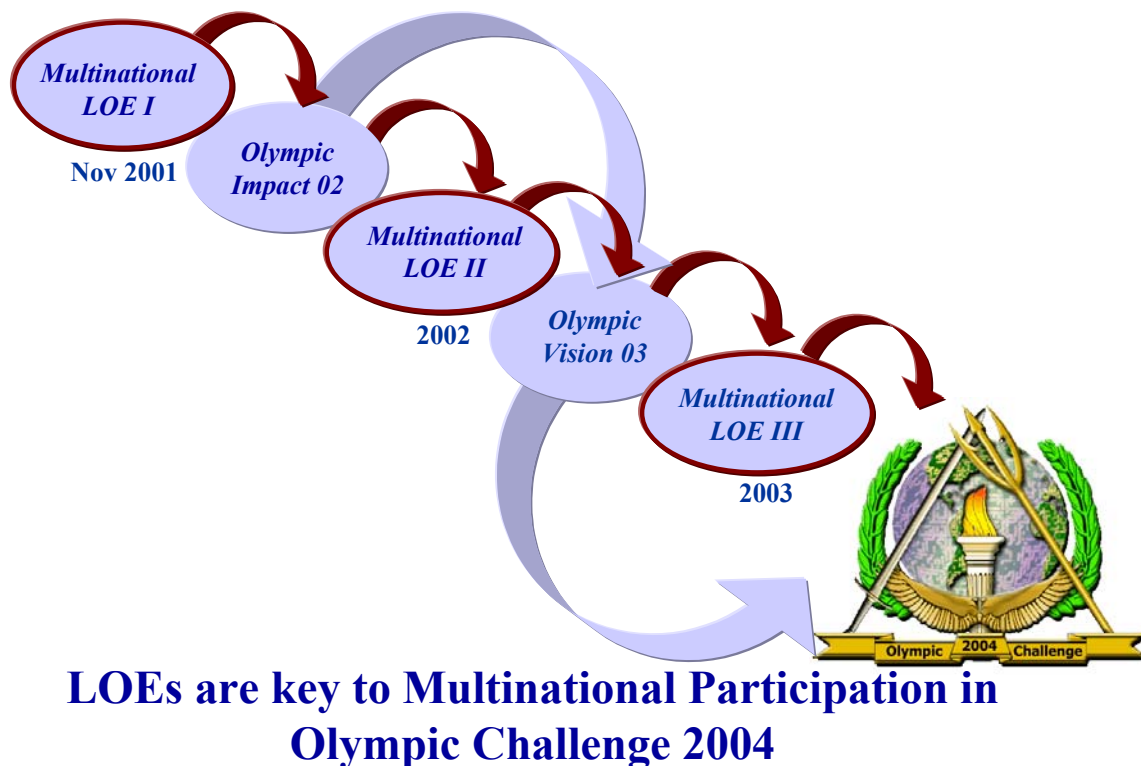 Multinational
LOE I
Nov 2001
Olympic
Impact 02
Multinational
LOE II
2002
Olympic
Vision 03
Multinational
LOE III
2003
Olympic 2004 Challenge
LOEs are key to Multinational Participation in
Olympic Challenge 2004